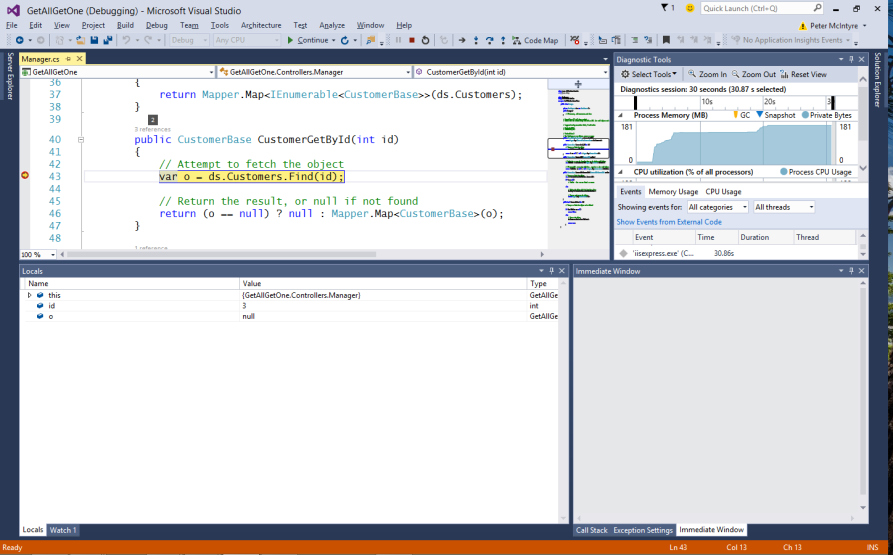 GetAllGetOne (Debugging) - Microsoft Visual Studio
1
Quick Launch (Ctrl+Q)
File Edit View Project Build Debug Team Tools Architecture Test Analyze Window Help
Peter McIntyre
Debug Any CPU Continue Code Map No Application Insights Events
Server Explorer
Manager.cs
GetAllGetOne GetAllGetOne.Controllers.Manager CustomerGetById(int id)
36 {
37 return Mapper.Map<IEnumerable<CustomerBase>>(ds.Customers);
38 }
39
2
3 references
40 public CustomerBase CustomerGetById(int id)
41 {
42 // Attempt to fetch the object
43 var o = ds.Customers.Find(id);
44
45 // Return the result, or null if not found
46 return (o == null) ? null : Mapper.Map<CustomerBase>(o);
47 }
48
1 reference
100 %
Diagnostic Tools
Select Tools Zoom In Zoom Out Reset View
Diagnostics session: 30 seconds (30.87 s selected)
10s 20s
Process Memory (MB) GC Snapshot Private Bytes
181 181
0 0
CPU utilization (% of all processors) Process CPU Usage
Events Memory Usage CPU Usage
Showing events for: All categories All threads
Show Events from External Code
Event Time Duration Thread
'iisexpress.exe' (C... 30.86s
Solution Explorer
Locals
Name Value Type
this {GetAllGetOne.Controllers.Manager} GetAllGe
id 3 int
o null GetAllGe
Locals Watch 1
Immediate Window
Call Stack Exception Settings Immediate Window
Ready Ln 43 Col 13 Ch 13 INS